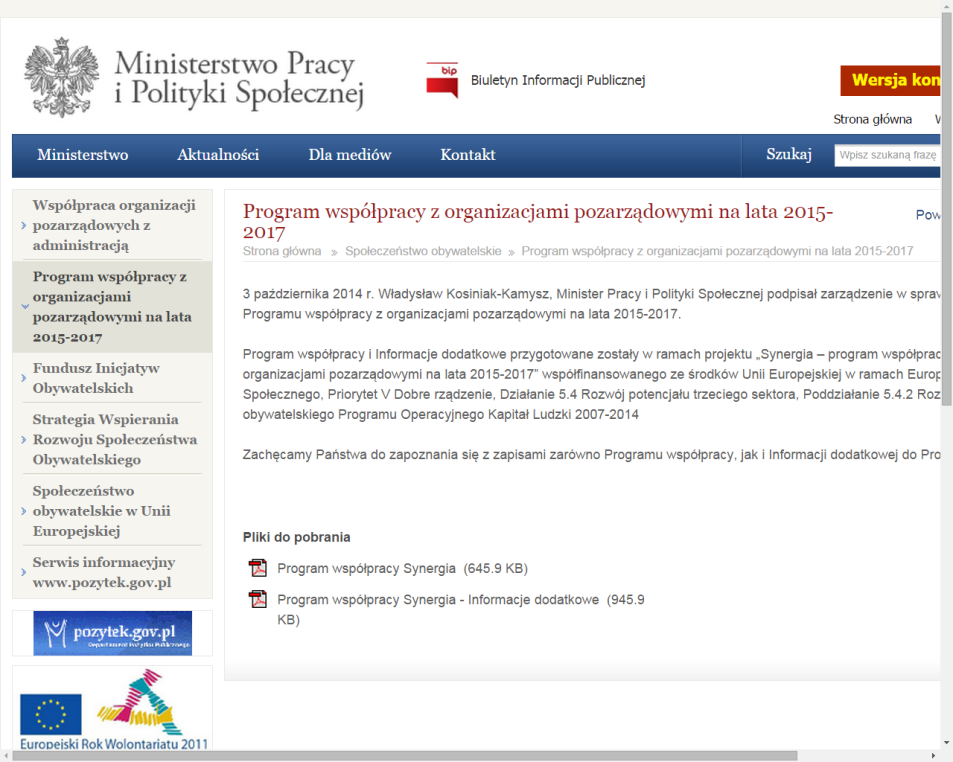 Ministerstwo Pracy
i Polityki Społecznej
bip
Biuletyn Informacji Publicznej
Wersja kon
Strona główna
Ministerstwo
Aktualności
Dla mediów
Kontakt
Szukaj
Wpisz szukaną frazę
Współpraca organizacji
pozarządowych z
administracją
Program współpracy z
organizacjami
pozarządowymi na lata
2015-2017
Fundusz Inicjatyw
Obywatelskich
Strategia Wspierania
Rozwoju Społeczeństwa
Obywatelskiego
Społeczeństwo
obywatelskie w Unii
Europejskiej
Serwis informacyjny
www.pozytek.gov.pl
pozytek.gov.pl
Departament Pożytku Publicznego
Europejski Rok Wolontariatu 2011
Program współpracy z organizacjami pozarządowymi na lata 2015-
2017
Pow
Strona główna » Społeczeństwo obywatelskie » Program współpracy z organizacjami pozarządowymi na lata 2015-2017
3 października 2014 r. Władysław Kosiniak-Kamysz, Minister Pracy i Polityki Społecznej podpisał zarządzenie w spraw
Programu współpracy z organizacjami pozarządowymi na lata 2015-2017.
Program współpracy i Informacje dodatkowe przygotowane zostały w ramach projektu „Synergia – program współprac
organizacjami pozarządowymi na lata 2015-2017” współfinansowanego ze środków Unii Europejskiej w ramach Europ
Społecznego, Priorytet V Dobre rządzenie, Działanie 5.4 Rozwój potencjału trzeciego sektora, Poddziałanie 5.4.2 Roz
obywatelskiego Programu Operacyjnego Kapitał Ludzki 2007-2014
Zachęcamy Państwa do zapoznania się z zapisami zarówno Programu współpracy, jak i Informacji dodatkowej do Pro
Pliki do pobrania
Program współpracy Synergia (645.9 KB)
Program współpracy Synergia - Informacje dodatkowe (945.9
KB)